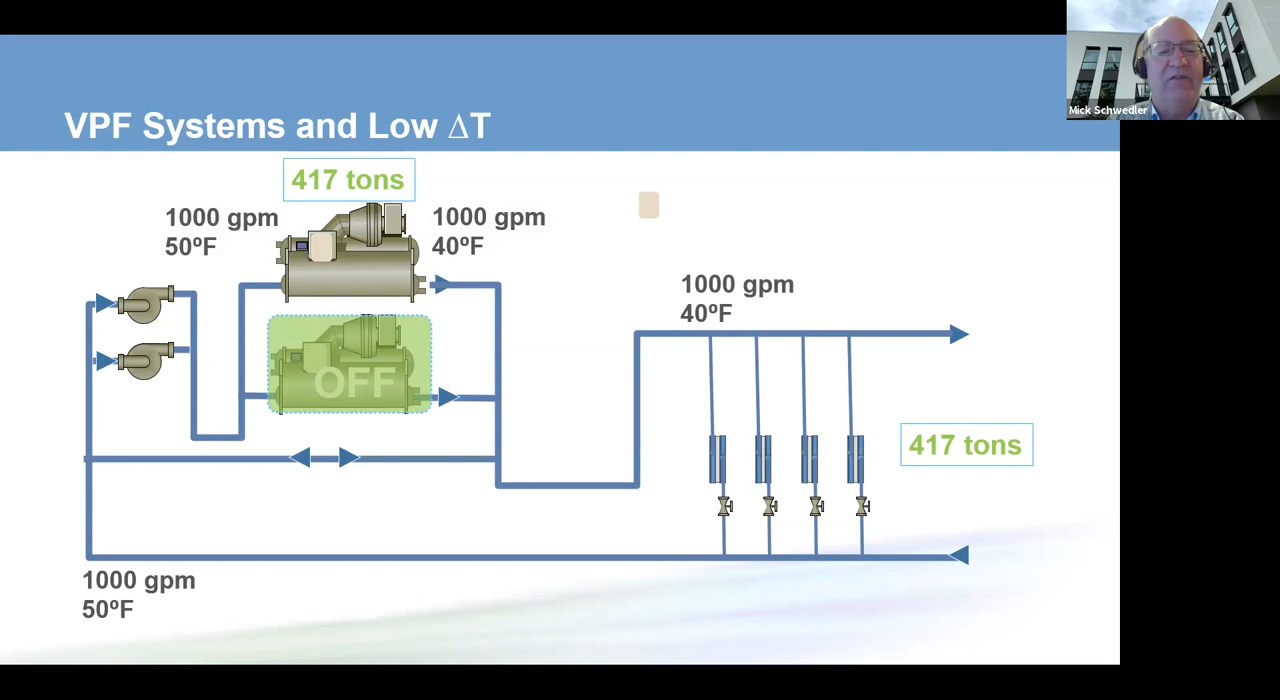 Mick Schwedler
VPF Systems and Low ΔT
417 tons
1000 gpm
50ºF
1000 gpm
40ºF
1000 gpm
40ºF
OFF
417 tons
1000 gpm
50ºF